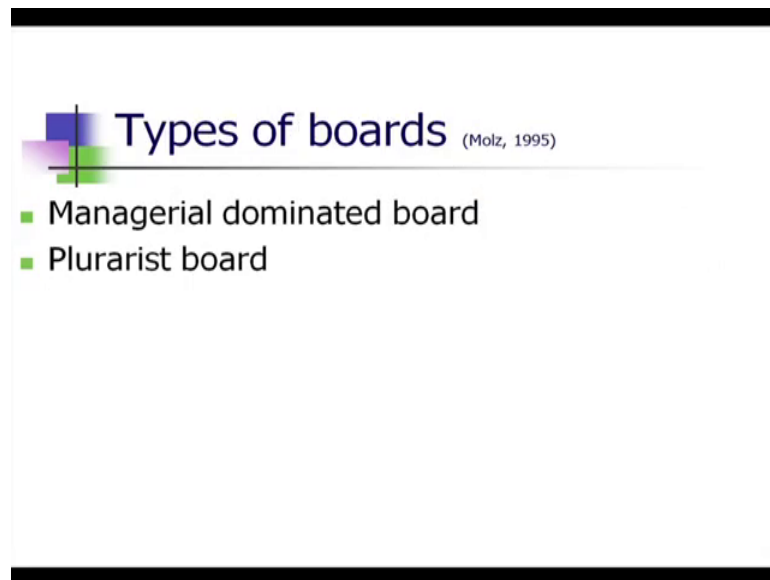 Types of boards (Molz, 1995)
Managerial dominated board
Plurarist board